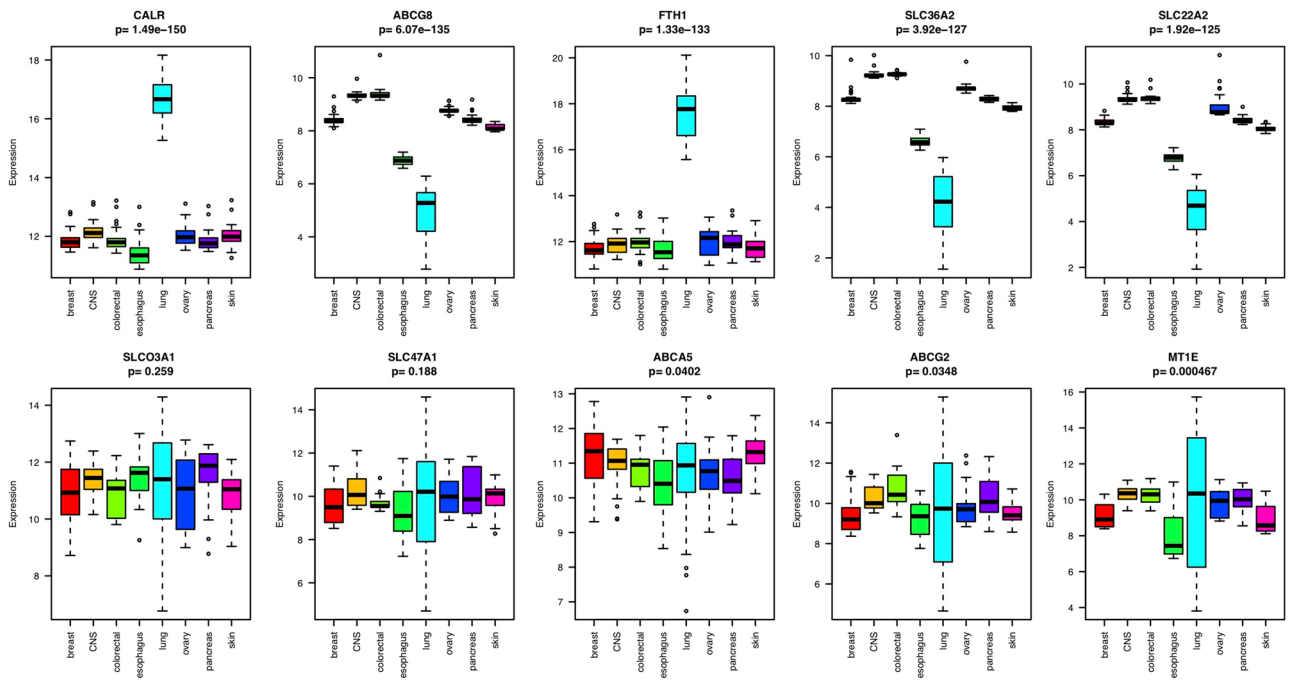 CALR
p= 1.49e−150
Expression
18
16
14
12
breast
CNS
colorectal
esophagus
lung
ovary
pancreas
skin
ABCG8
p= 6.07e−135
Expression
10
8
6
4
breast
CNS
colorectal
esophagus
lung
ovary
pancreas
skin
FTH1
p= 1.33e−133
Expression
20
18
16
14
12
breast
CNS
colorectal
esophagus
lung
ovary
pancreas
skin
SLC36A2
p= 3.92e−127
Expression
10
8
6
4
2
breast
CNS
colorectal
esophagus
lung
ovary
pancreas
skin
SLC22A2
p= 1.92e−125
Expression
10
8
6
4
2
breast
CNS
colorectal
esophagus
lung
ovary
pancreas
skin
SLCO3A1
p= 0.259
Expression
14
12
10
8
breast
CNS
colorectal
esophagus
lung
ovary
pancreas
skin
SLC47A1
p= 0.188
Expression
14
12
10
8
6
breast
CNS
colorectal
esophagus
lung
ovary
pancreas
skin
ABCA5
p= 0.0402
Expression
13
12
11
10
9
8
7
breast
CNS
colorectal
esophagus
lung
ovary
pancreas
skin
ABCG2
p= 0.0348
Expression
14
12
10
8
6
breast
CNS
colorectal
esophagus
lung
ovary
pancreas
skin
MT1E
p= 0.000467
Expression
16
14
12
10
8
6
4
breast
CNS
colorectal
esophagus
lung
ovary
pancreas
skin